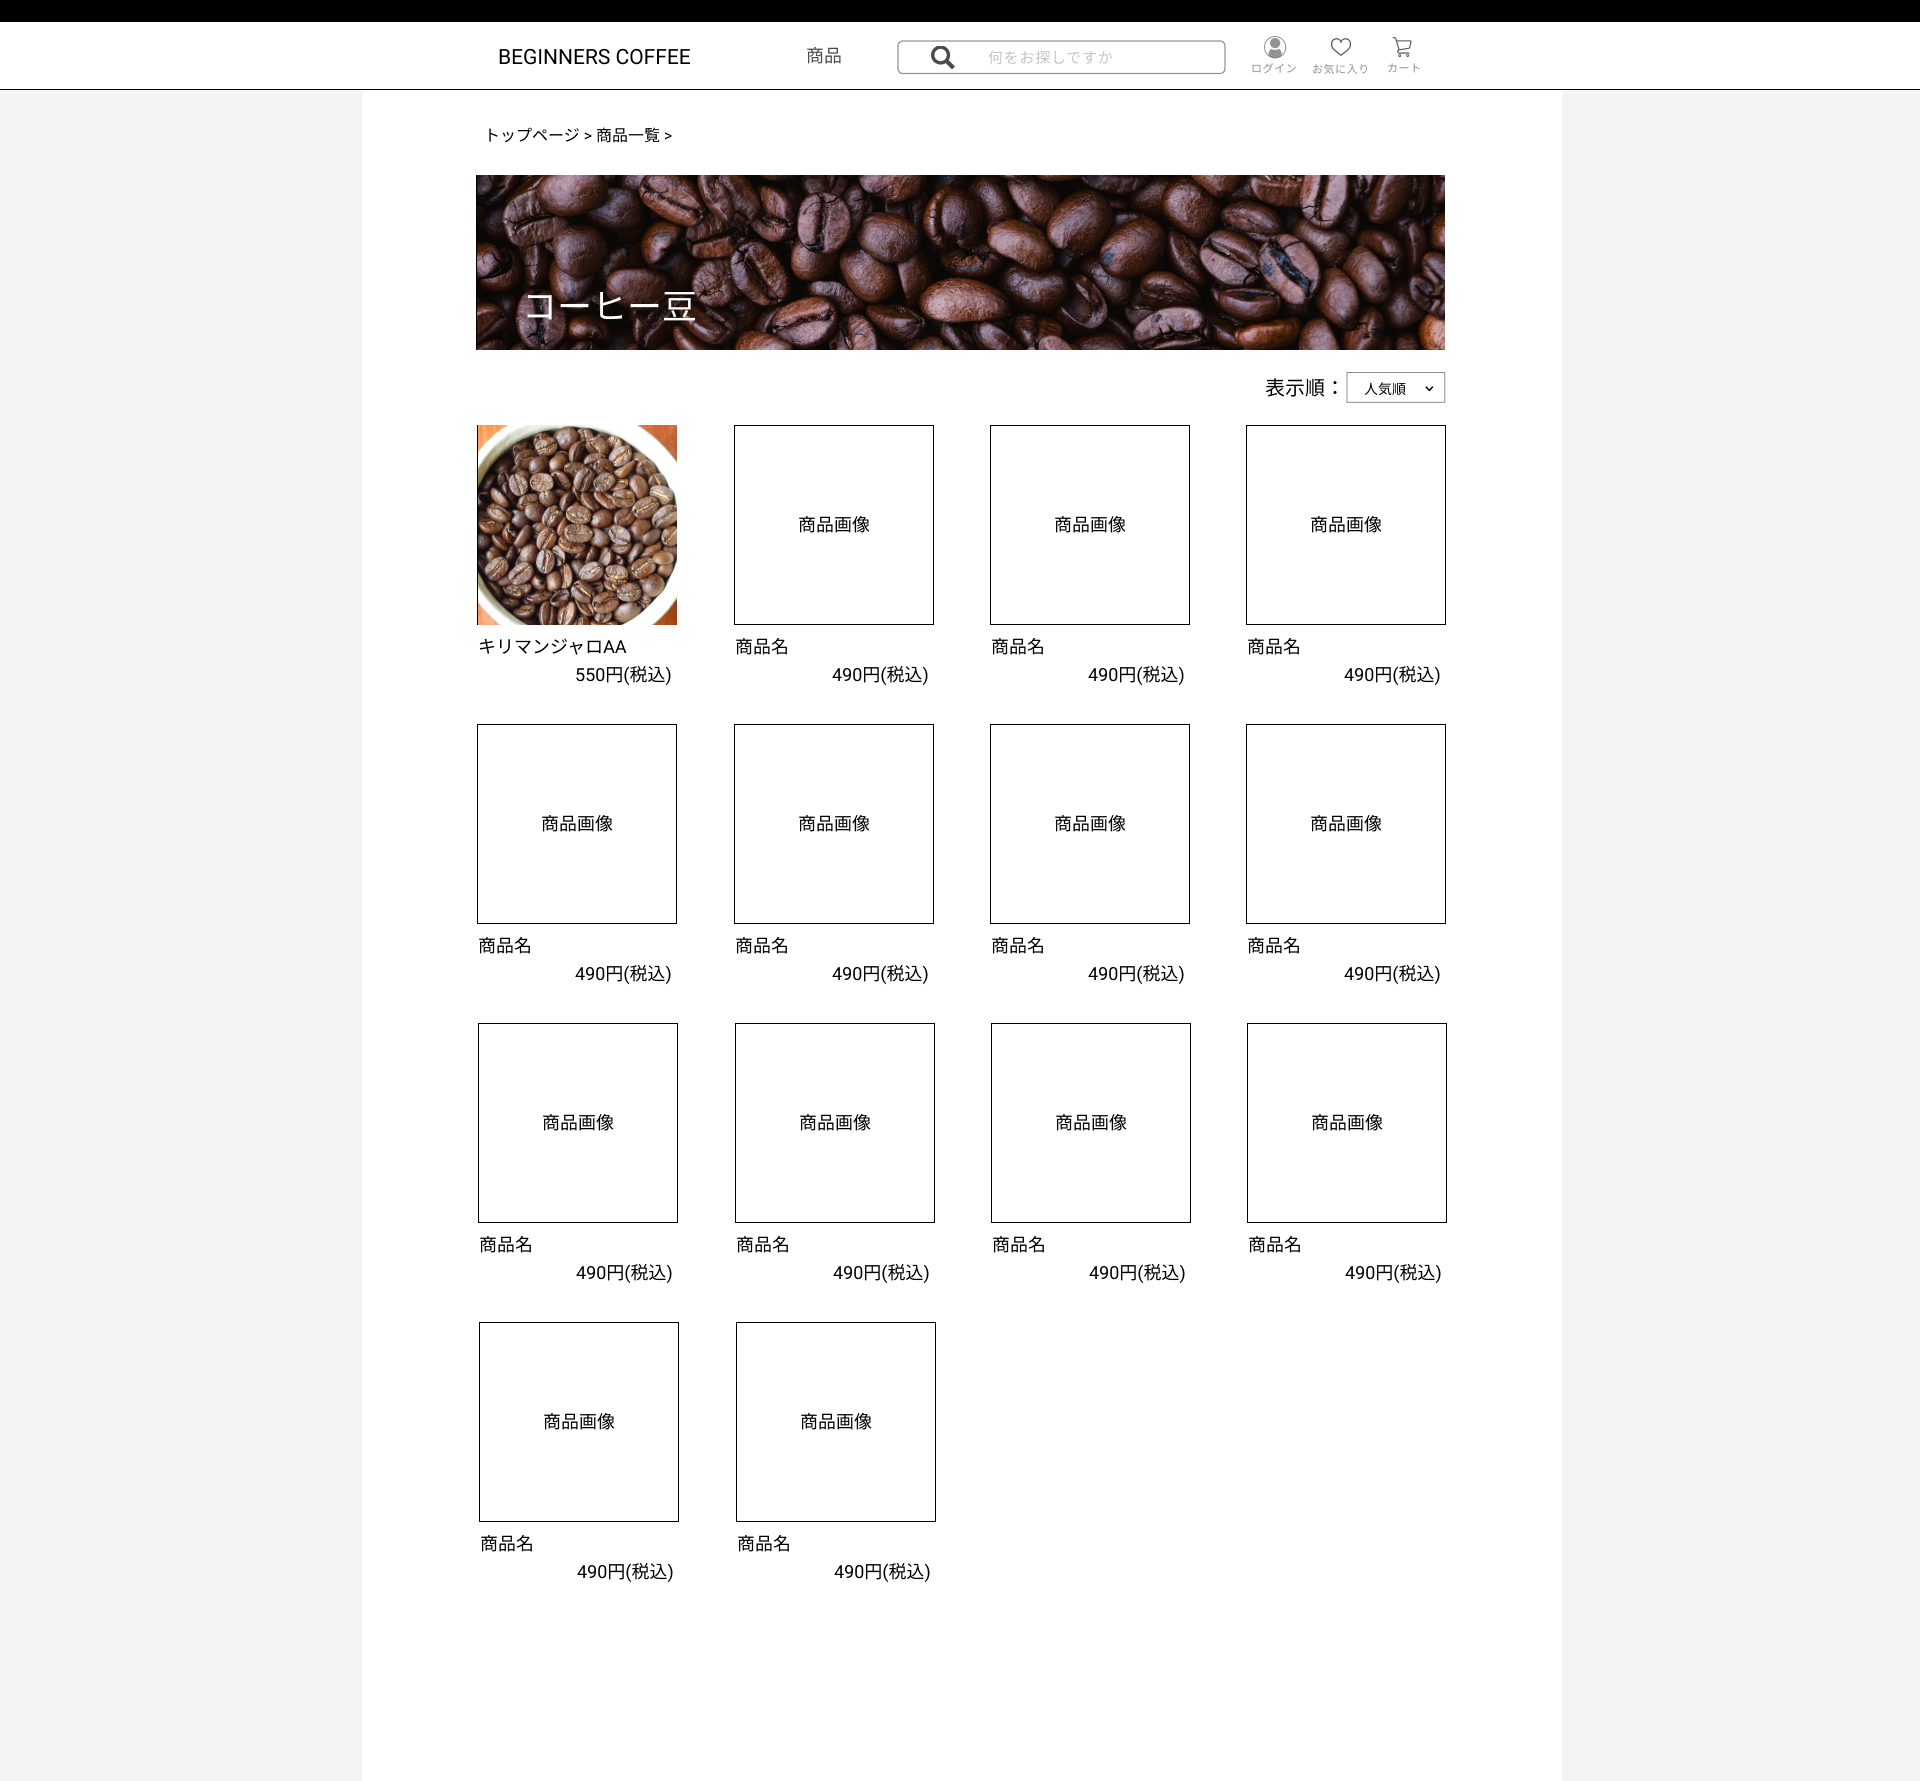 BEGINNERS COFFEE 商品 何をお探しですか ログイン お気に入り カート
トップページ > 商品一覧 >
コーヒー豆
表示順： 人気順
商品画像 商品画像 商品画像
キリマンジャロAA 商品名 商品名 商品名
550円(税込) 490円(税込) 490円(税込) 490円(税込)
商品画像 商品画像 商品画像 商品画像
商品名 商品名 商品名 商品名
490円(税込) 490円(税込) 490円(税込) 490円(税込)
商品画像 商品画像 商品画像 商品画像
商品名 商品名 商品名 商品名
490円(税込) 490円(税込) 490円(税込) 490円(税込)
商品画像 商品画像
商品名 商品名
490円(税込) 490円(税込)